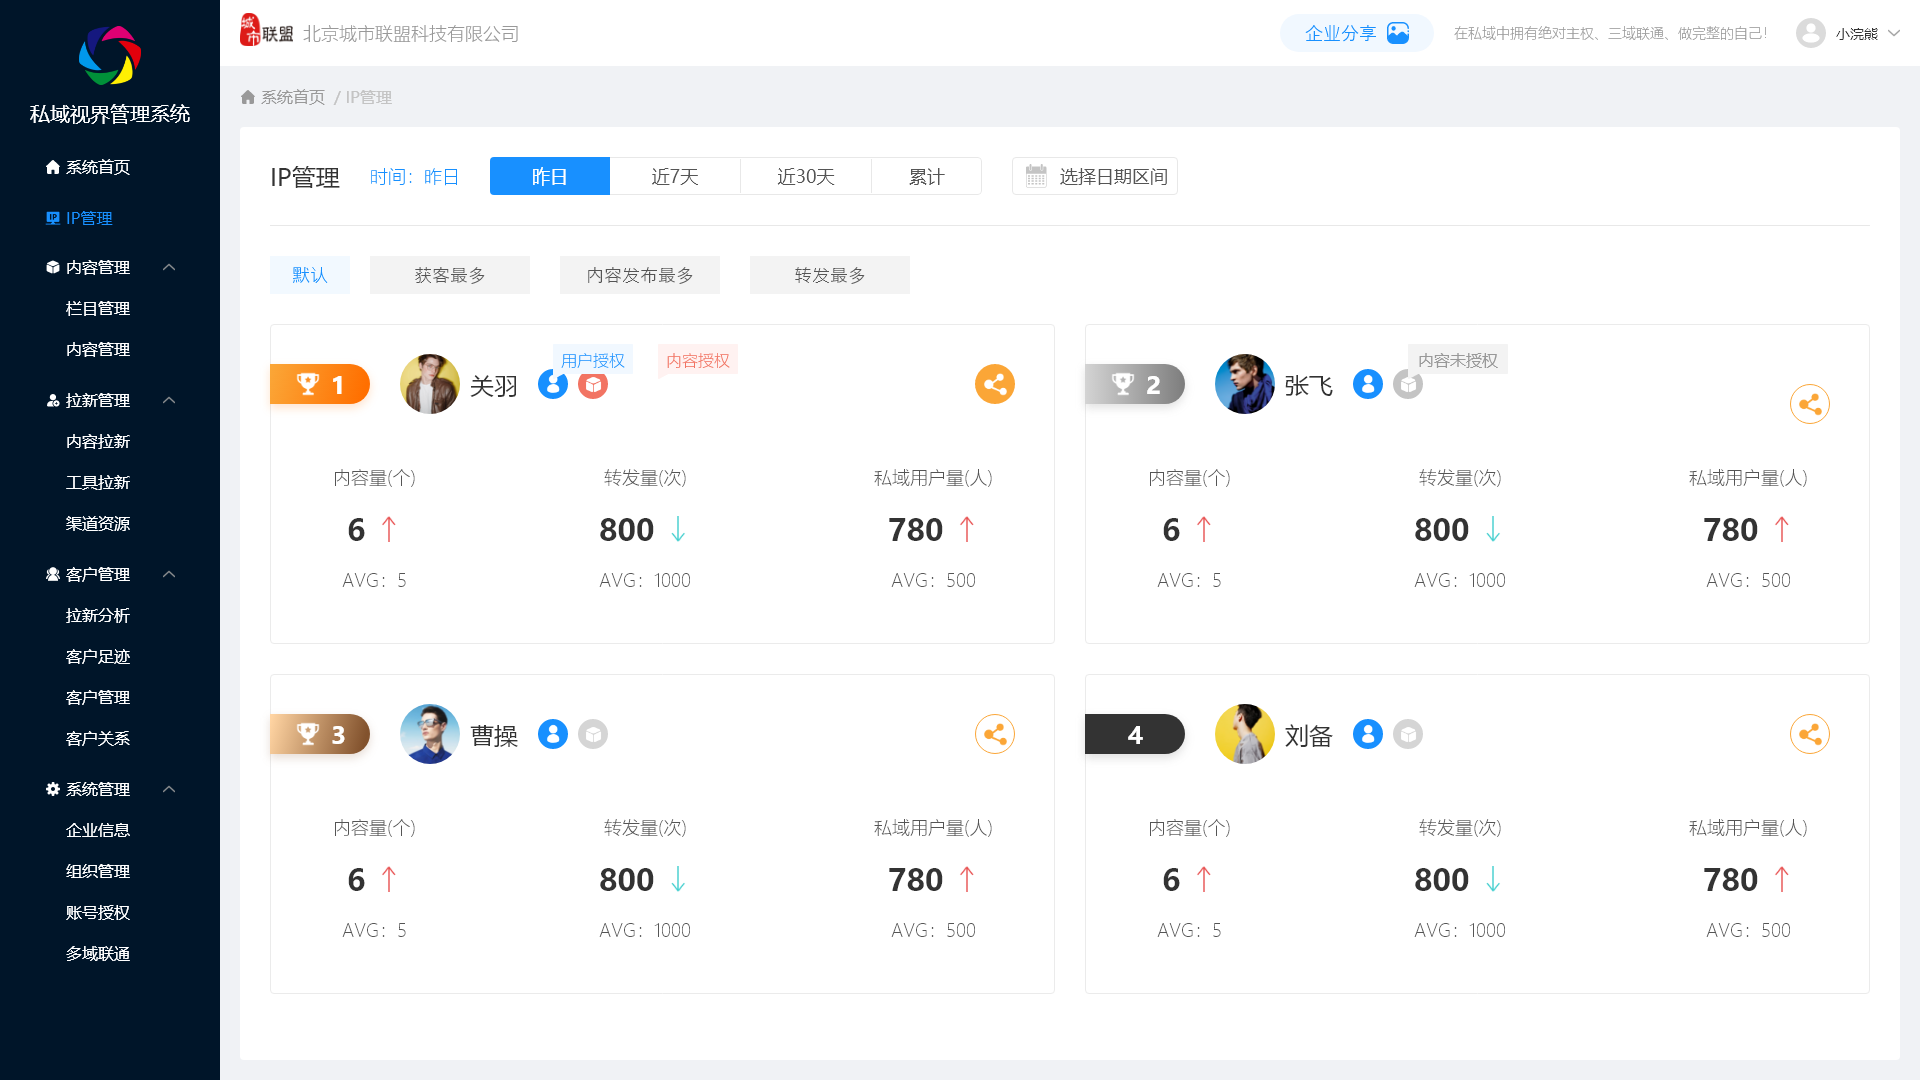 私域视界管理系统
系统首页
IP管理
内容管理
栏目管理
内容管理
拉新管理
内容拉新
工具拉新
渠道资源
客户管理
拉新分析
客户足迹
客户管理
客户关系
系统管理
企业信息
组织管理
账号授权
多域联通
城市联盟 北京城市联盟科技有限公司
企业分享 在私域中拥有绝对主权、三域联通、做完整的自己! 小浣熊
系统首页 / IP管理
IP管理 时间：昨日 昨日 近7天 近30天 累计 选择日期区间
默认 获客最多 内容发布最多 转发最多
1 关羽 用户授权 内容授权
内容量(个) 转发量(次) 私域用户量(人)
6 800 780
AVG：5 AVG：1000 AVG：500
2 张飞 内容未授权
内容量(个) 转发量(次) 私域用户量(人)
6 800 780
AVG：5 AVG：1000 AVG：500
3 曹操
内容量(个) 转发量(次) 私域用户量(人)
6 800 780
AVG：5 AVG：1000 AVG：500
4 刘备
内容量(个) 转发量(次) 私域用户量(人)
6 800 780
AVG：5 AVG：1000 AVG：500